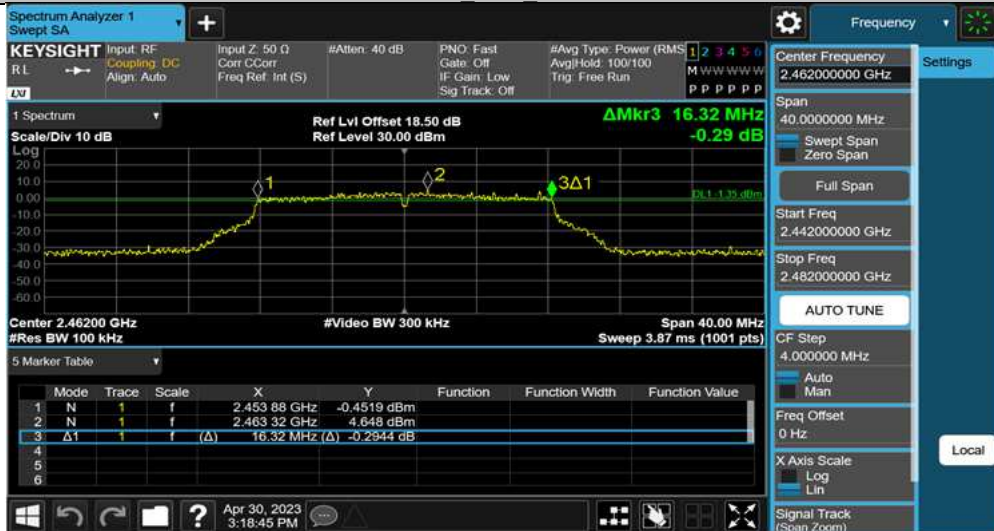 Spectrum Analyzer 1
Swept SA
Frequency
KEYSIGHT
RL
LXI
Input: RF
Coupling: DC
Align: Auto
Input Z: 50 Ω
Corr CCorr
Freq Ref: Int (S)
#Atten: 40 dB
PNO: Fast
Gate: Off
IF Gain: Low
Sig Track: Off
#Avg Type: Power (RMS
Avg|Hold: 100/100
Trig: Free Run
1 2 3 4 5 6
M W W W W W
P P P P P P
Center Frequency
2.462000000 GHz
Settings
Span
40.0000000 MHz
Swept Span
Zero Span
Full Span
Start Freq
2.442000000 GHz
Stop Freq
2.482000000 GHz
AUTO TUNE
CF Step
4.000000 MHz
Auto
Man
Freq Offset
0 Hz
X Axis Scale
Log
Lin
Local
Signal Track
(Span Zoom)
1 Spectrum
Scale/Div 10 dB
Ref Lvl Offset 18.50 dB
Ref Level 30.00 dBm
ΔMkr3 16.32 MHz
-0.29 dB
Log
20.0
10.0
0.00
-10.0
-20.0
-30.0
-40.0
-50.0
-60.0
1
2
3Δ1
DL1 -1.35 dBm
Center 2.46200 GHz
#Res BW 100 kHz
#Video BW 300 kHz
Span 40.00 MHz
Sweep 3.87 ms (1001 pts)
5 Marker Table
Mode Trace Scale X Y Function Function Width Function Value
1 N 1 f 2.453 88 GHz -0.4519 dBm
2 N 1 f 2.463 32 GHz 4.648 dBm
3 Δ1 1 f (Δ) 16.32 MHz (Δ) -0.2944 dB
4
5
6
?
Apr 30, 2023
3:18:45 PM